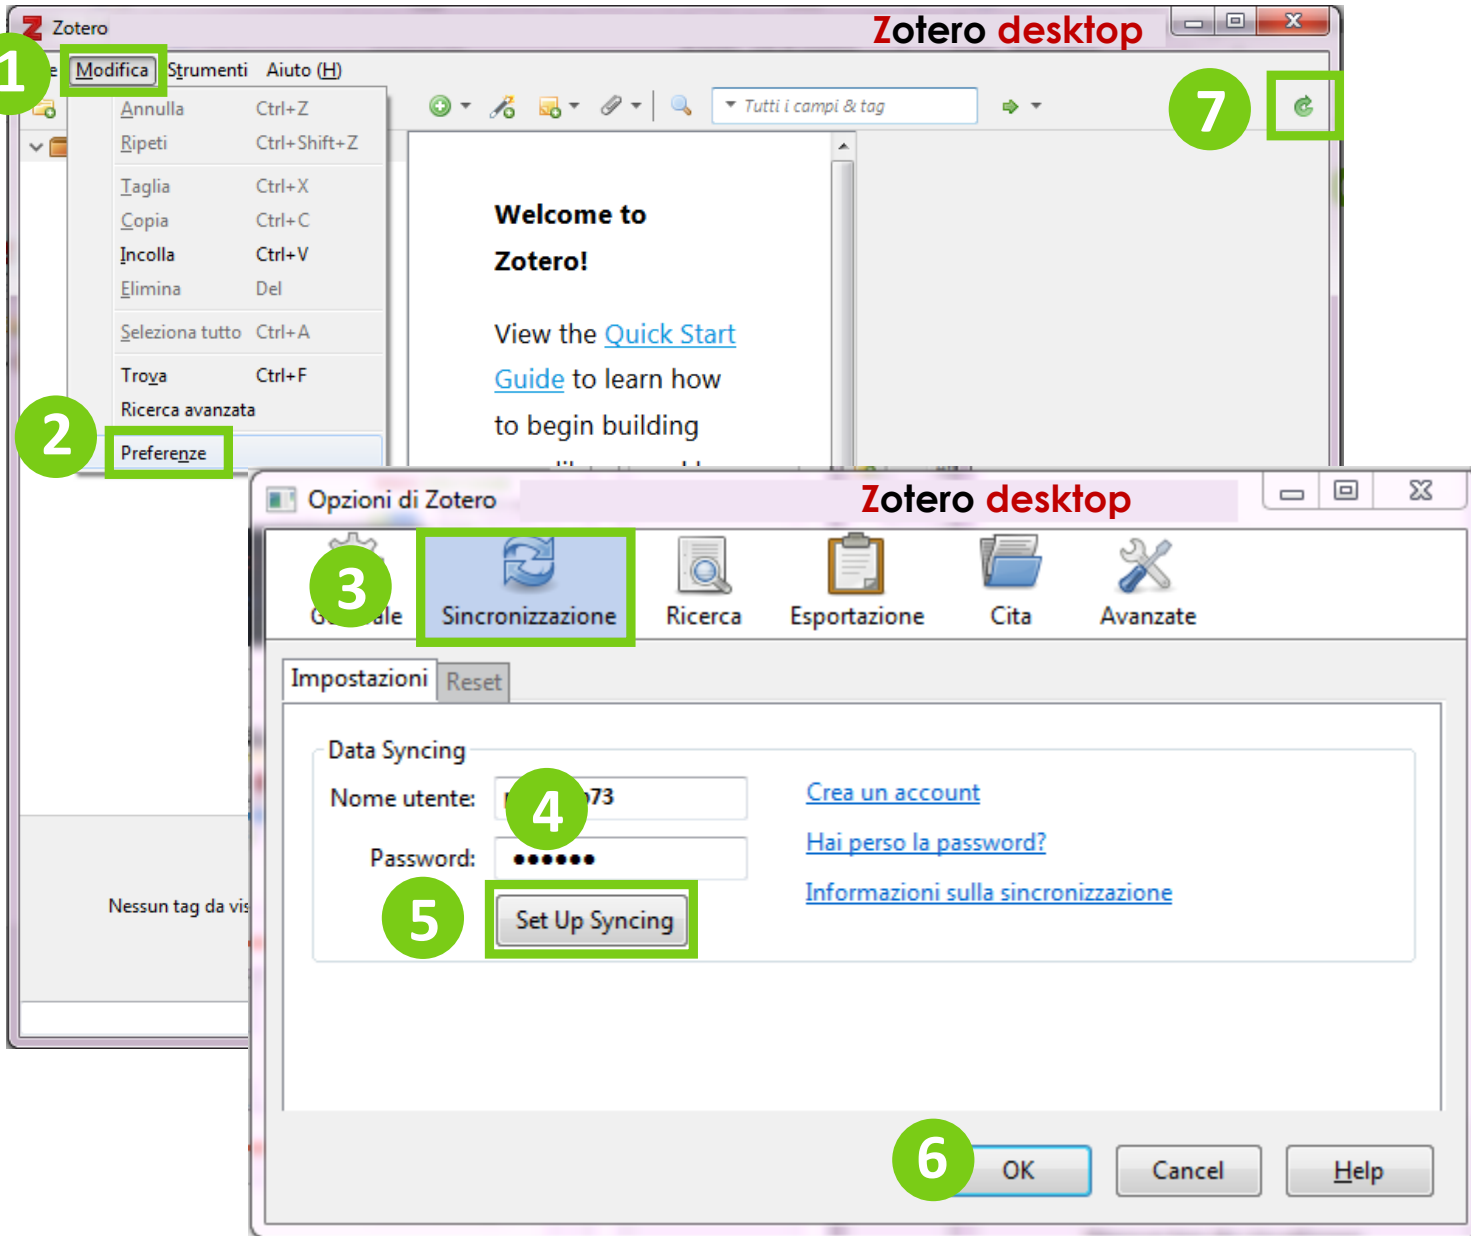 Zotero
Zotero desktop
1
Modifica Strumenti Aiuto (H)
Annulla Ctrl+Z
Ripeti Ctrl+Shift+Z
Taglia Ctrl+X
Copia Ctrl+C
Incolla Ctrl+V
Elimina Del
Seleziona tutto Ctrl+A
Trova Ctrl+F
Ricerca avanzata
2
Preferenze
Tutti i campi & tag
7
Welcome to
Zotero!
View the Quick Start
Guide to learn how
to begin building
Nessun tag da vis
Opzioni di Zotero
Zotero desktop
3
Sincronizzazione
Ricerca
Esportazione
Cita
Avanzate
Impostazioni
Reset
Data Syncing
Nome utente:
73
4
Crea un account
Password: ●●●●●●
Hai perso la password?
5
Set Up Syncing
Informazioni sulla sincronizzazione
6
OK
Cancel
Help